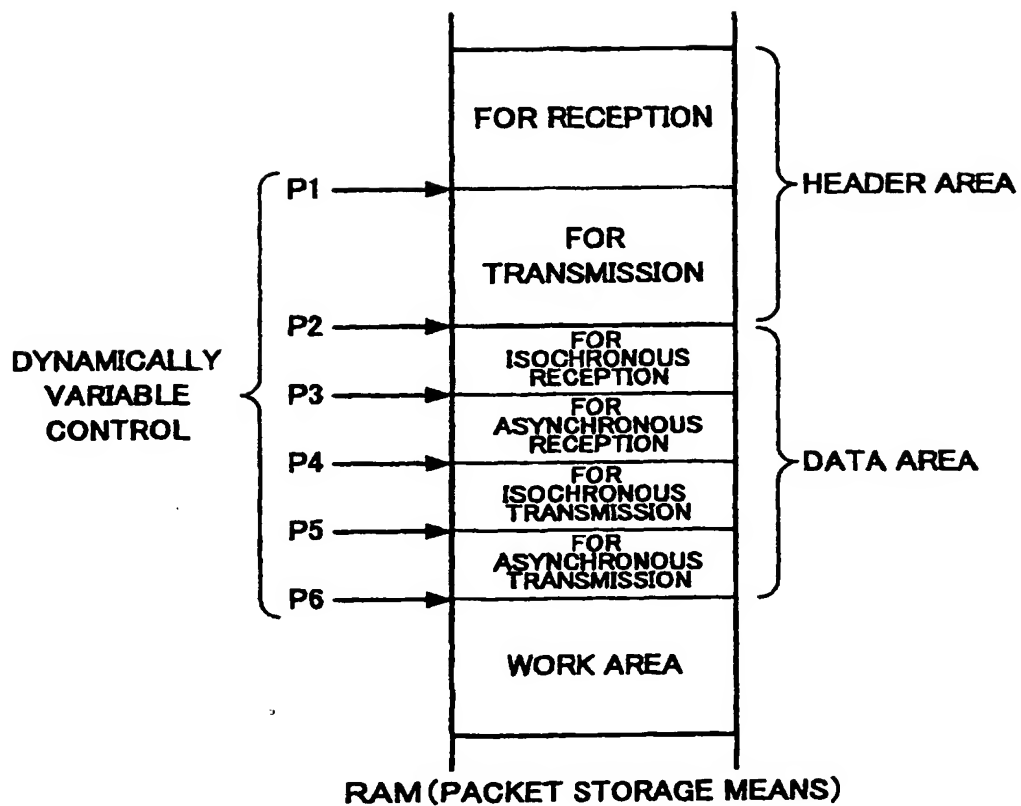 FOR RECEPTION
P1
HEADER AREA
FOR
TRANSMISSION
P2
FOR
ISOCHRONOUS
RECEPTION
DYNAMICALLY
VARIABLE
CONTROL
P3
FOR
ASYNCHRONOUS
RECEPTION
P4
DATA AREA
FOR
ISOCHRONOUS
TRANSMISSION
P5
FOR
ASYNCHRONOUS
TRANSMISSION
P6
WORK AREA
RAM (PACKET STORAGE MEANS)